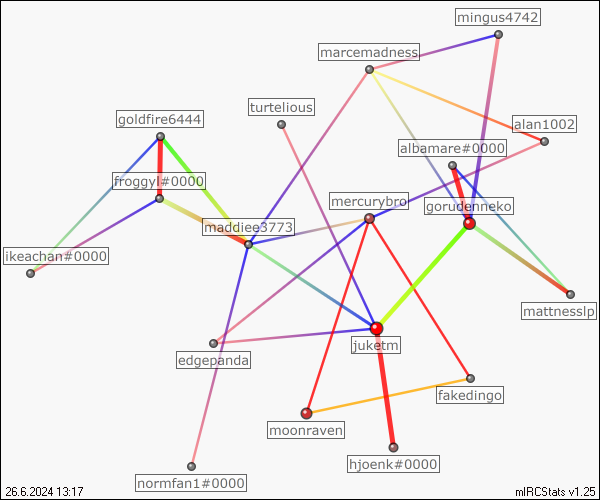 mingus4742
marcemadness
turtelious
goldfire6444
alan1002
albamare#0000
froggyl#0000
mercurybro
gorudenneko
maddiee3773
ikeachan#0000
mattnesslp
juketm
edgepanda
fakedingo
moonraven
hjoenk#0000
normfan1#0000
26.6.2024 13:17
mIRCStats v1.25